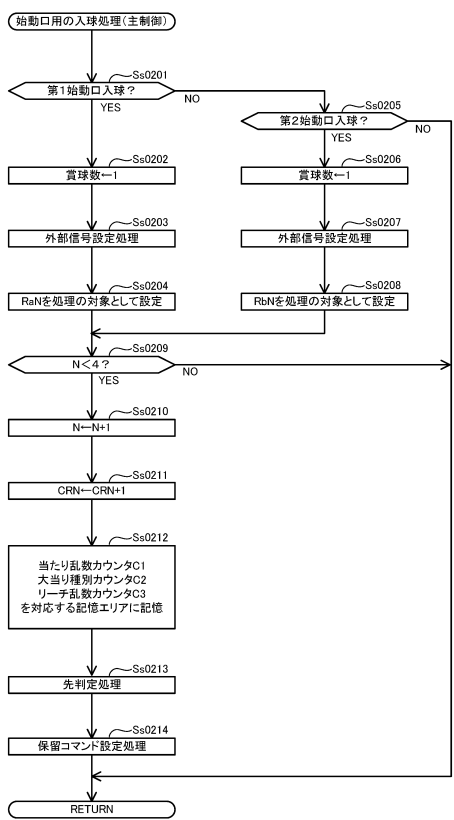 始動口用の入球処理(主制御)
Ss0201
第1始動口入球?
YES
NO
Ss0205
第2始動口入球?
YES
NO
Ss0202
賞球数←1
Ss0206
賞球数←1
Ss0203
外部信号設定処理
Ss0207
外部信号設定処理
Ss0204
RaNを処理の対象として設定
Ss0208
RbNを処理の対象として設定
Ss0209
N<4?
YES
NO
Ss0210
N←N+1
Ss0211
CRN←CRN+1
Ss0212
当たり乱数カウンタC1
大当り種別カウンタC2
リーチ乱数カウンタC3
を対応する記憶エリアに記憶
Ss0213
先判定処理
Ss0214
保留コマンド設定処理
RETURN